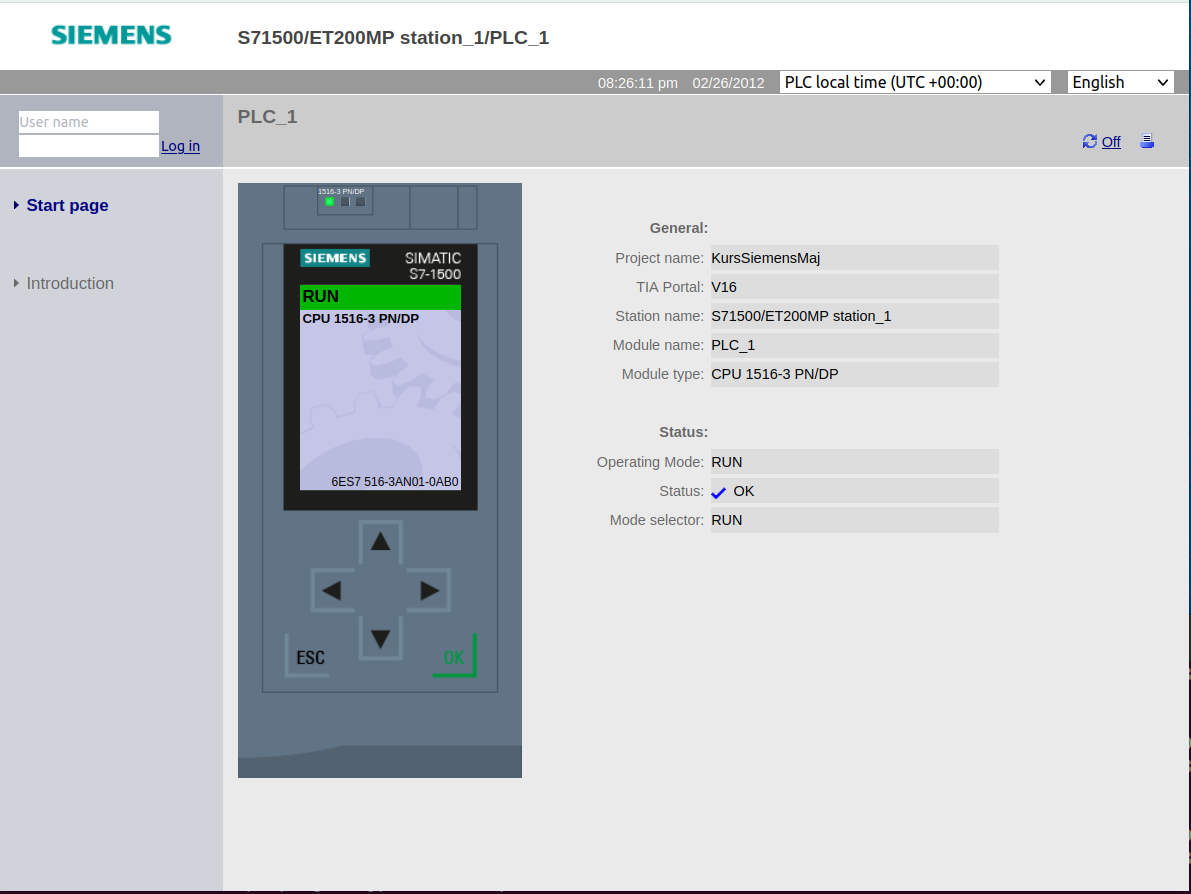 SIEMENS
S71500/ET200MP station_1/PLC_1
08:26:11 pm 02/26/2012 PLC local time (UTC +00:00) English
User name
Log in
PLC_1
Off
Start page
Introduction
1516-3 PN/DP
SIEMENS SIMATIC
S7-1500
RUN
CPU 1516-3 PN/DP
6ES7 516-3AN01-0AB0
ESC OK
General:
Project name: KursSiemensMaj
TIA Portal: V16
Station name: S71500/ET200MP station_1
Module name: PLC_1
Module type: CPU 1516-3 PN/DP
Status:
Operating Mode: RUN
Status: OK
Mode selector: RUN